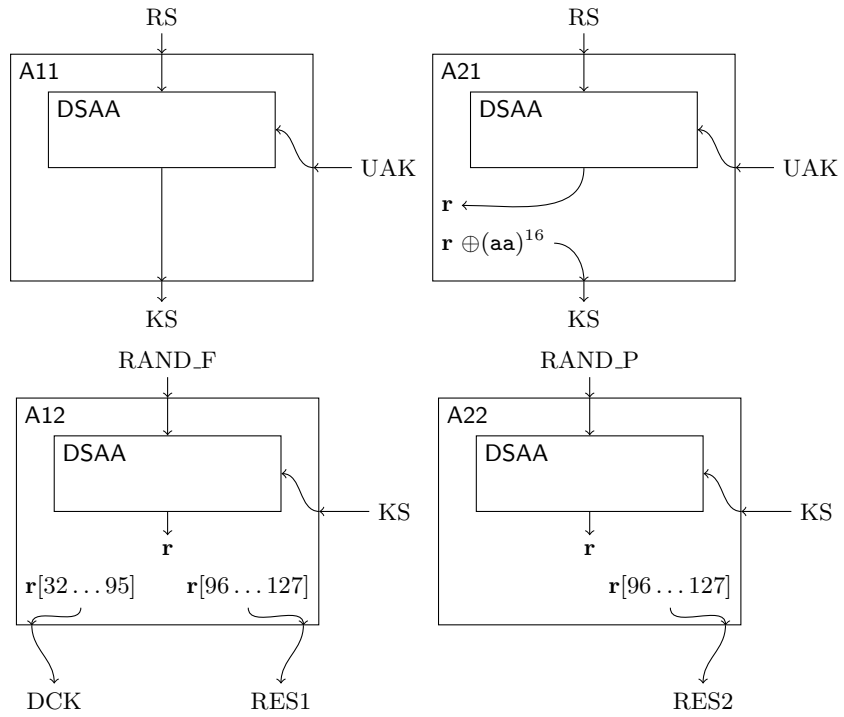 RS RS
A11 A21
DSAA DSAA
UAK UAK
r
r ⊕(aa)^16
KS KS
RAND_F RAND_P
A12 A22
DSAA DSAA
KS KS
r r
r[32 … 95] r[96 … 127] r[96 … 127]
DCK RES1 RES2